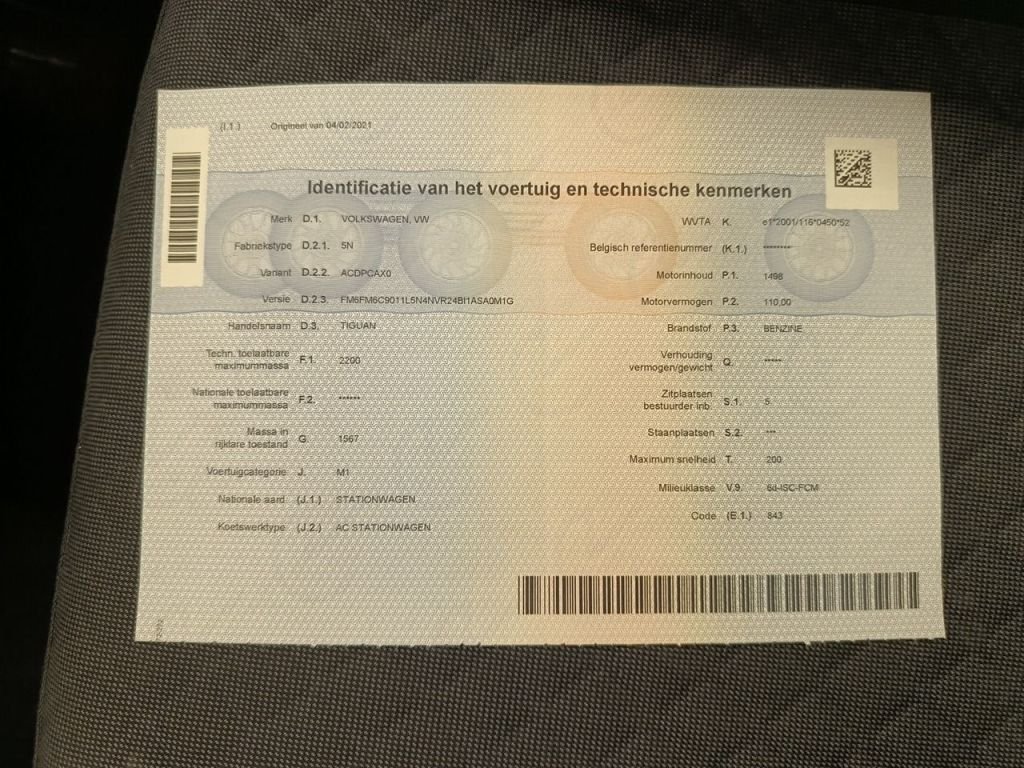 (I.1.) Origineel van 04/02/2021
Identificatie van het voertuig en technische kenmerken
Merk D.1. VOLKSWAGEN, VW
Fabriekstype D.2.1. 5N
Variant D.2.2. ACDPCAX0
Versie D.2.3. FM6FM6C9011L5N4NVR24BI1ASA0M1G
Handelsnaam D.3. TIGUAN
Techn. toelaatbare
maximummassa F.1. 2200
Nationale toelaatbare
maximummassa F.2. ******
Massa in
rijklare toestand G. 1567
Voertuigcategorie J. M1
Nationale aard (J.1.) STATIONWAGEN
Koetswerktype (J.2.) AC STATIONWAGEN
WVTA K. e1*2001/116*0450*52
Belgisch referentienummer (K.1.) ********
Motorinhoud P.1. 1498
Motorvermogen P.2. 110,00
Brandstof P.3. BENZINE
Verhouding
vermogen/gewicht Q. *****
Zitplaatsen
bestuurder inb. S.1. 5
Staanplaatsen S.2. ***
Maximum snelheid T. 200
Milieuklasse V.9. 6d-ISC-FCM
Code (E.1.) 843